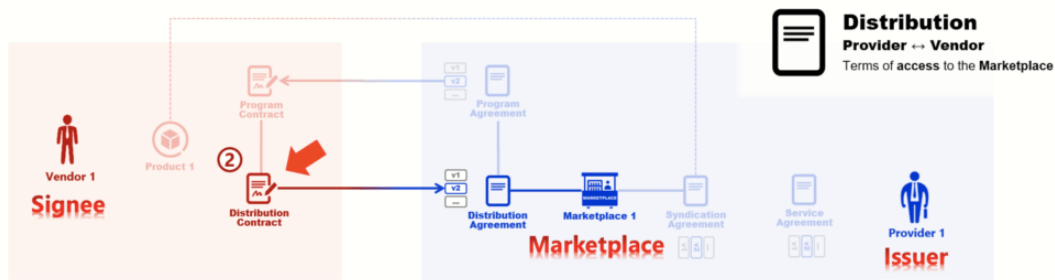 Distribution
Provider ↔ Vendor
Terms of access to the Marketplace
Program
Contract
v1
v2
...
Program
Agreement
Vendor 1
Signee
Product 1
②
Distribution
Contract
v1
v2
...
Distribution
Agreement
MARKETPLACE
Marketplace 1
Marketplace
Syndication
Agreement
Service
Agreement
Provider 1
Issuer